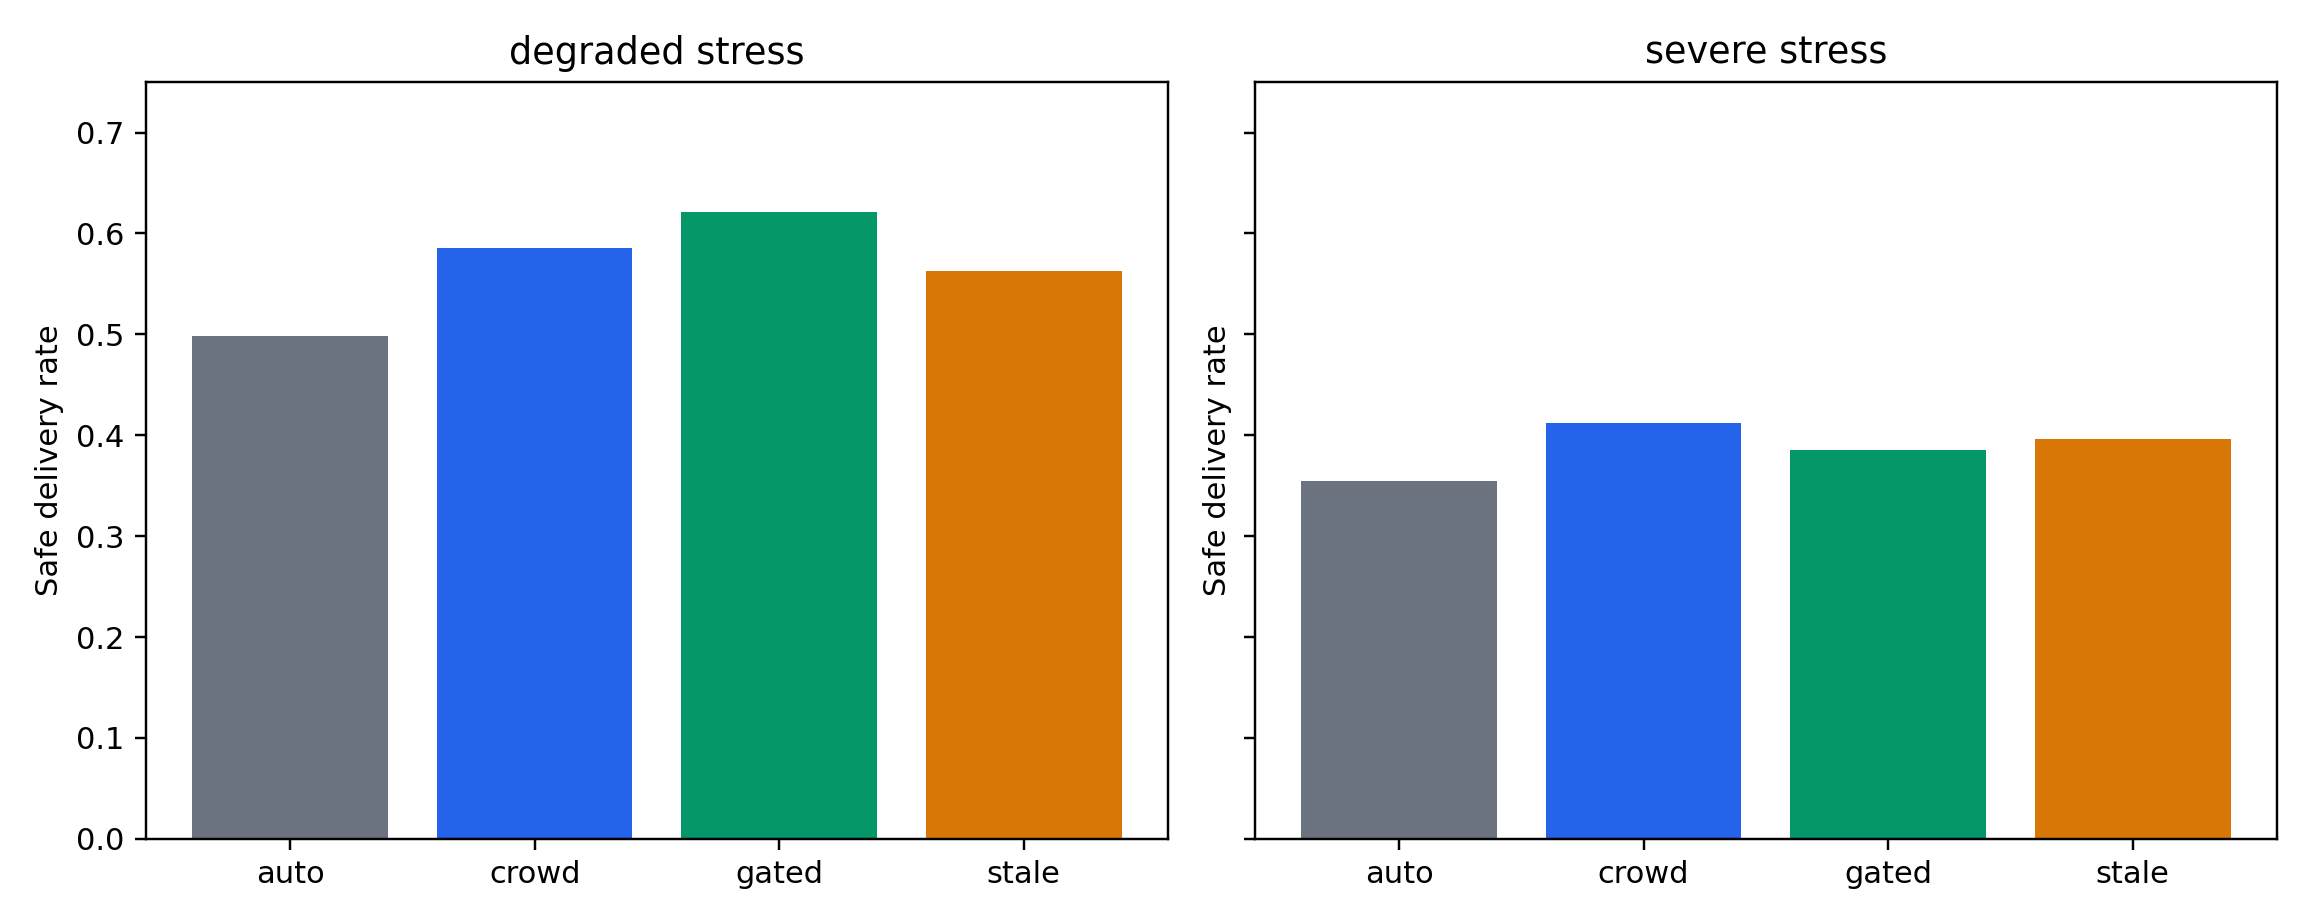 degraded stress
Safe delivery rate
0.7
0.6
0.5
0.4
0.3
0.2
0.1
0.0
auto crowd gated stale
severe stress
Safe delivery rate
auto crowd gated stale